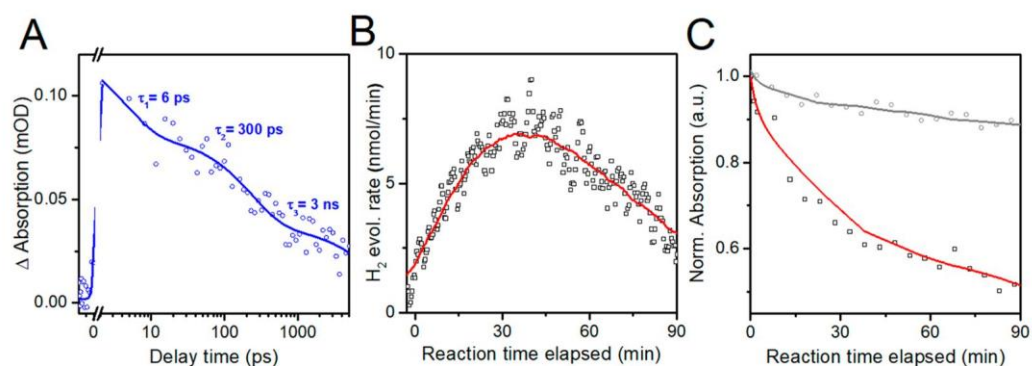 A
Δ Absorption (mOD)
0.10
0.05
0.00
τ₁= 6 ps
τ₂= 300 ps
τ₃= 3 ns
0 10 100 1000
Delay time (ps)
B
H₂ evol. rate (nmol/min)
10
5
0
0 30 60 90
Reaction time elapsed (min)
C
Norm. Absorption (a.u.)
1.0
0.8
0.6
0 30 60 90
Reaction time elapsed (min)